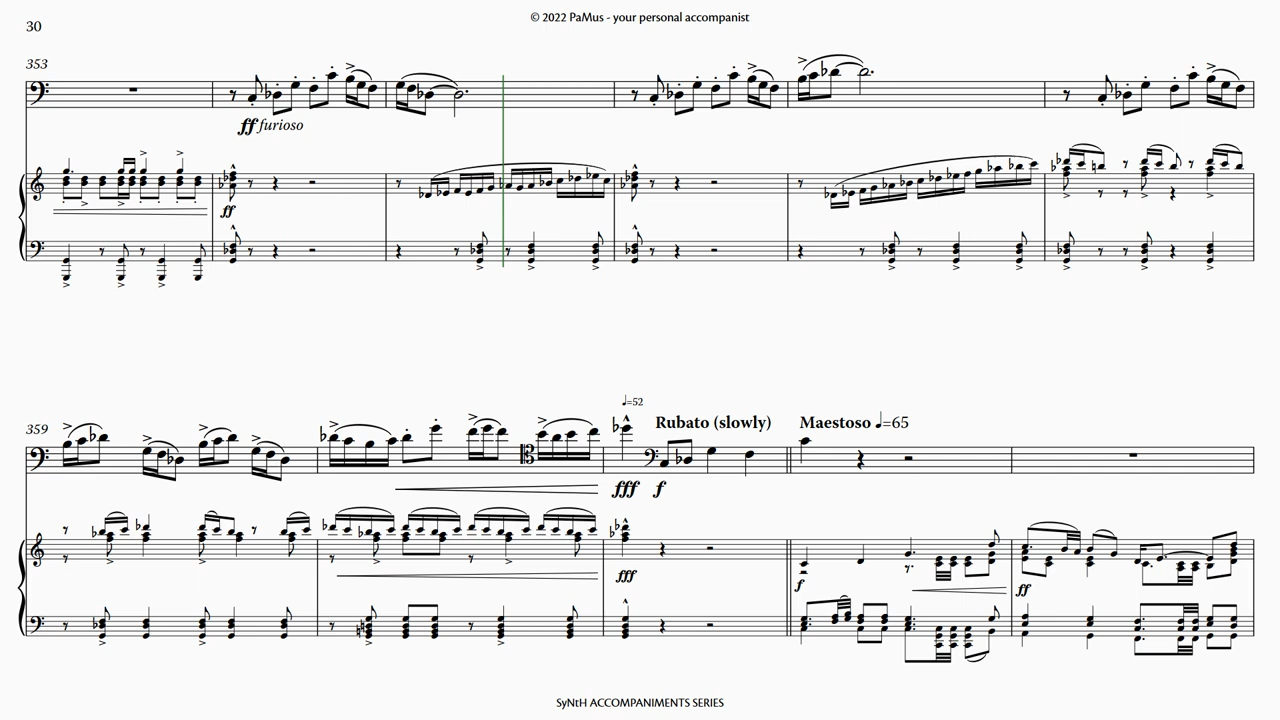 30
© 2022 PaMus - your personal accompanist
353
ff furioso
ff
359
♩=52
Rubato (slowly)
Maestoso ♩=65
fff f
fff
f
ff
SyNtH ACCOMPANIMENTS SERIES